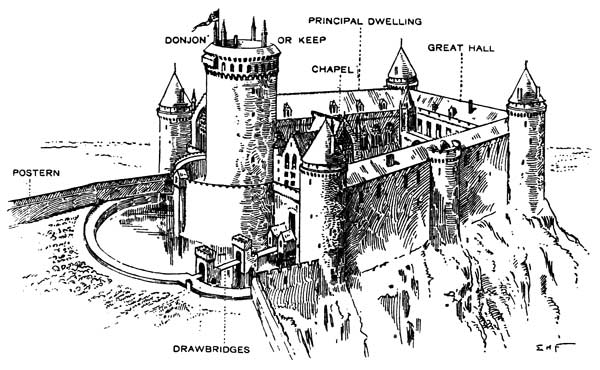 PRINCIPAL DWELLING
DONJON OR KEEP
GREAT HALL
CHAPEL
POSTERN
DRAWBRIDGES